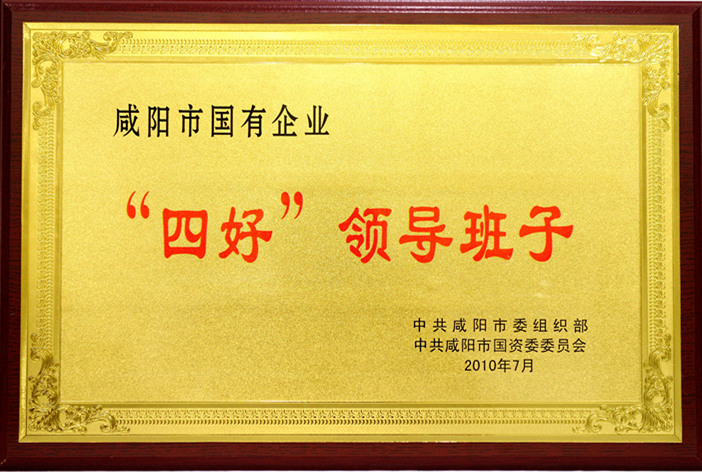 咸阳市国有企业
“四好”领导班子
中共咸阳市委组织部
中共咸阳市国资委委员会
2010年7月